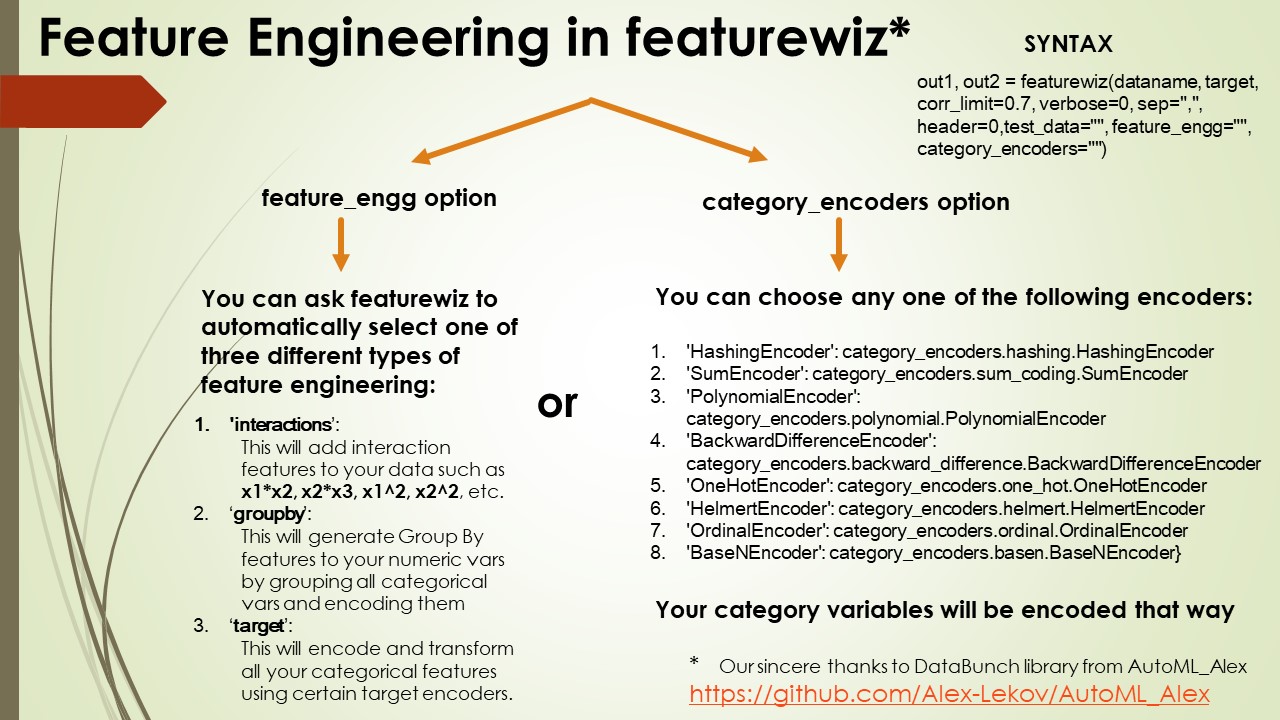 Feature Engineering in featurewiz*
SYNTAX
out1, out2 = featurewiz(dataname, target,
corr_limit=0.7, verbose=0, sep=",",
header=0,test_data="", feature_engg="",
category_encoders="")
feature_engg option
You can ask featurewiz to
automatically select one of
three different types of
feature engineering:
1. 'interactions':
This will add interaction
features to your data such as
x1*x2, x2*x3, x1^2, x2^2, etc.
2. 'groupby':
This will generate Group By
features to your numeric vars
by grouping all categorical
vars and encoding them
3. 'target':
This will encode and transform
all your categorical features
using certain target encoders.
or
category_encoders option
You can choose any one of the following encoders:
1. 'HashingEncoder': category_encoders.hashing.HashingEncoder
2. 'SumEncoder': category_encoders.sum_coding.SumEncoder
3. 'PolynomialEncoder':
category_encoders.polynomial.PolynomialEncoder
4. 'BackwardDifferenceEncoder':
category_encoders.backward_difference.BackwardDifferenceEncoder
5. 'OneHotEncoder': category_encoders.one_hot.OneHotEncoder
6. 'HelmertEncoder': category_encoders.helmert.HelmertEncoder
7. 'OrdinalEncoder': category_encoders.ordinal.OrdinalEncoder
8. 'BaseNEncoder': category_encoders.basen.BaseNEncoder}
Your category variables will be encoded that way
* Our sincere thanks to DataBunch library from AutoML_Alex
https://github.com/Alex-Lekov/AutoML_Alex